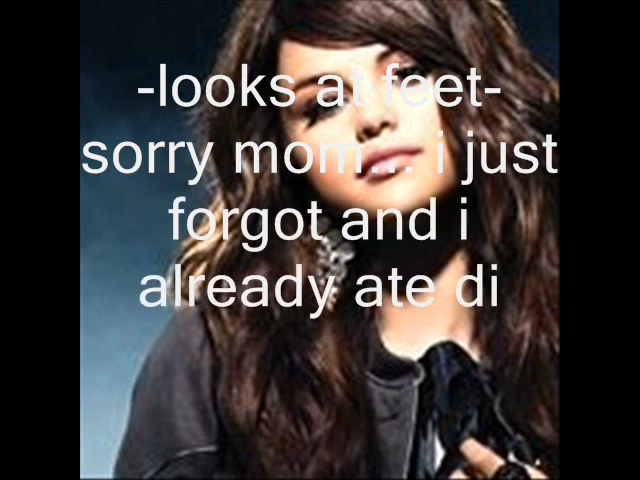 -looks at feet-
sorry mom... i just
forgot and i
already ate di